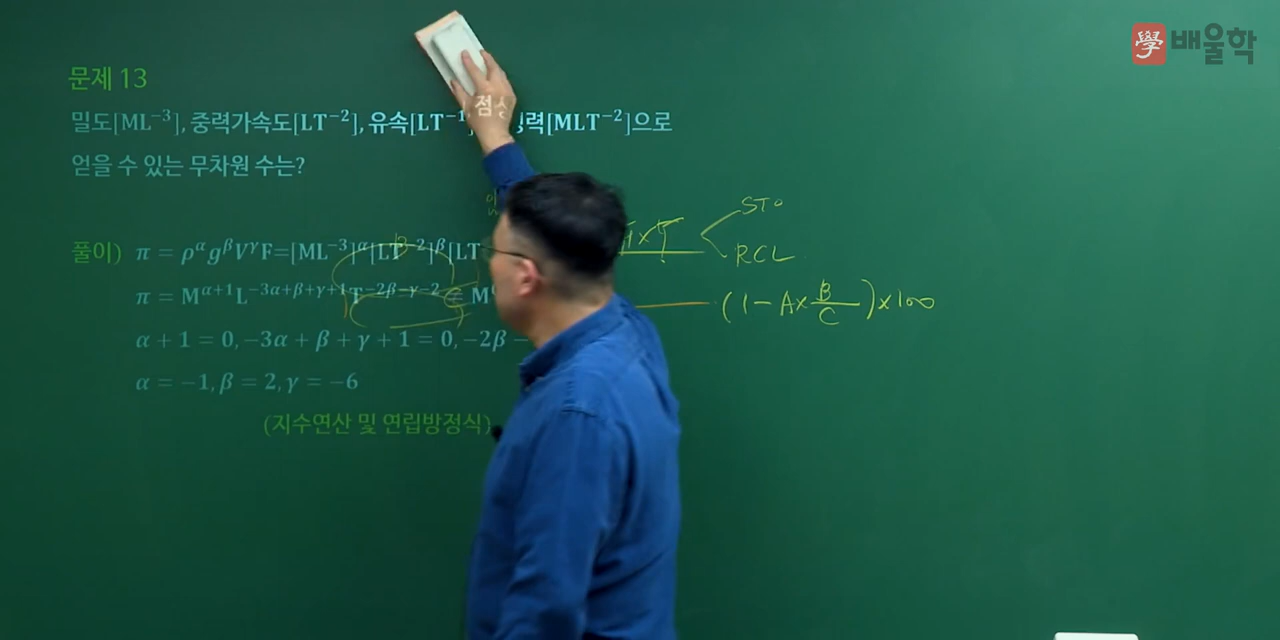 學 배울학
문제 13
밀도[ML⁻³], 중력가속도[LT⁻²], 유속[LT⁻¹ 점성력[MLT⁻²]으로
얻을 수 있는 무차원 수는?
풀이) π = ρ^α g^β V^γ F=[ML⁻³]^α[LT⁻²]^β[LT
π = M^{α+1}L^{-3α+β+γ+1}T^{-2β-γ-2} = M
α + 1 = 0, −3α + β + γ + 1 = 0, −2β −
α = −1, β = 2, γ = −6
(지수연산 및 연립방정식)
B
STO
RCL
(1 − A × B/C) × 100